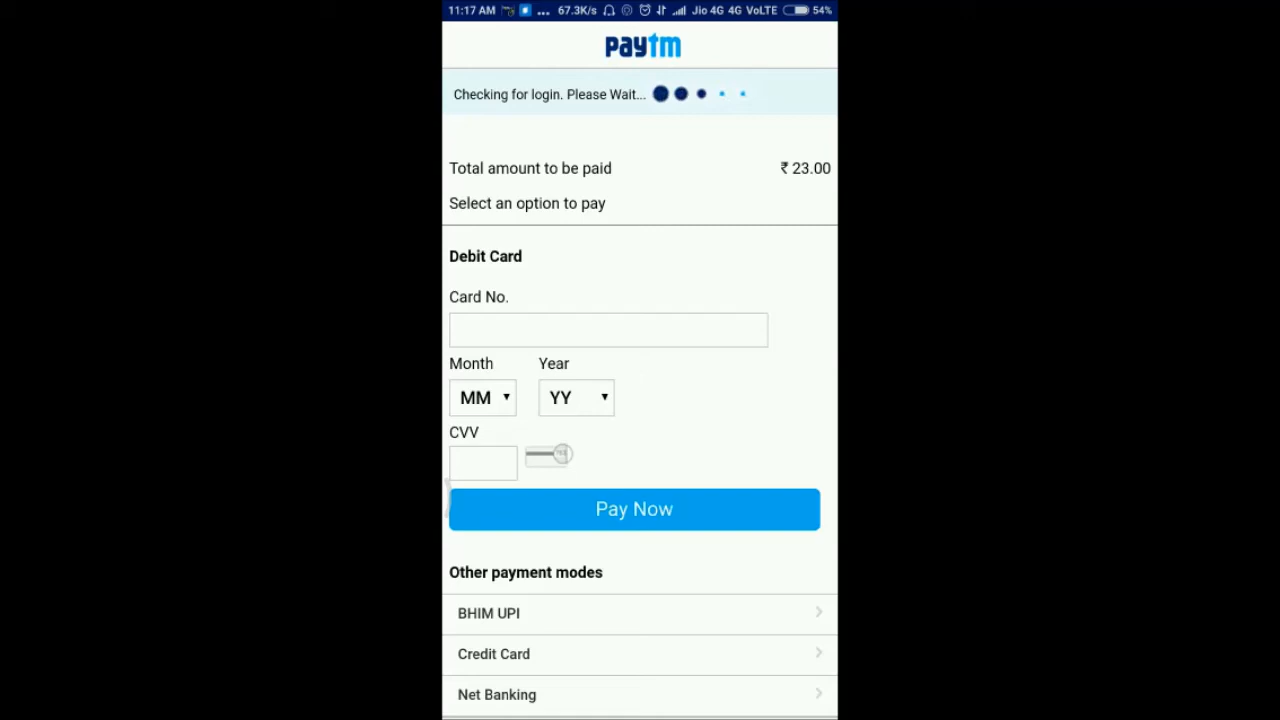 11:17 AM ... 67.3K/s Jio 4G 4G VoLTE 54%
paytm
Checking for login. Please Wait...
Total amount to be paid ₹ 23.00
Select an option to pay
Debit Card
Card No.
Month Year
MM YY
CVV
Pay Now
Other payment modes
BHIM UPI
Credit Card
Net Banking